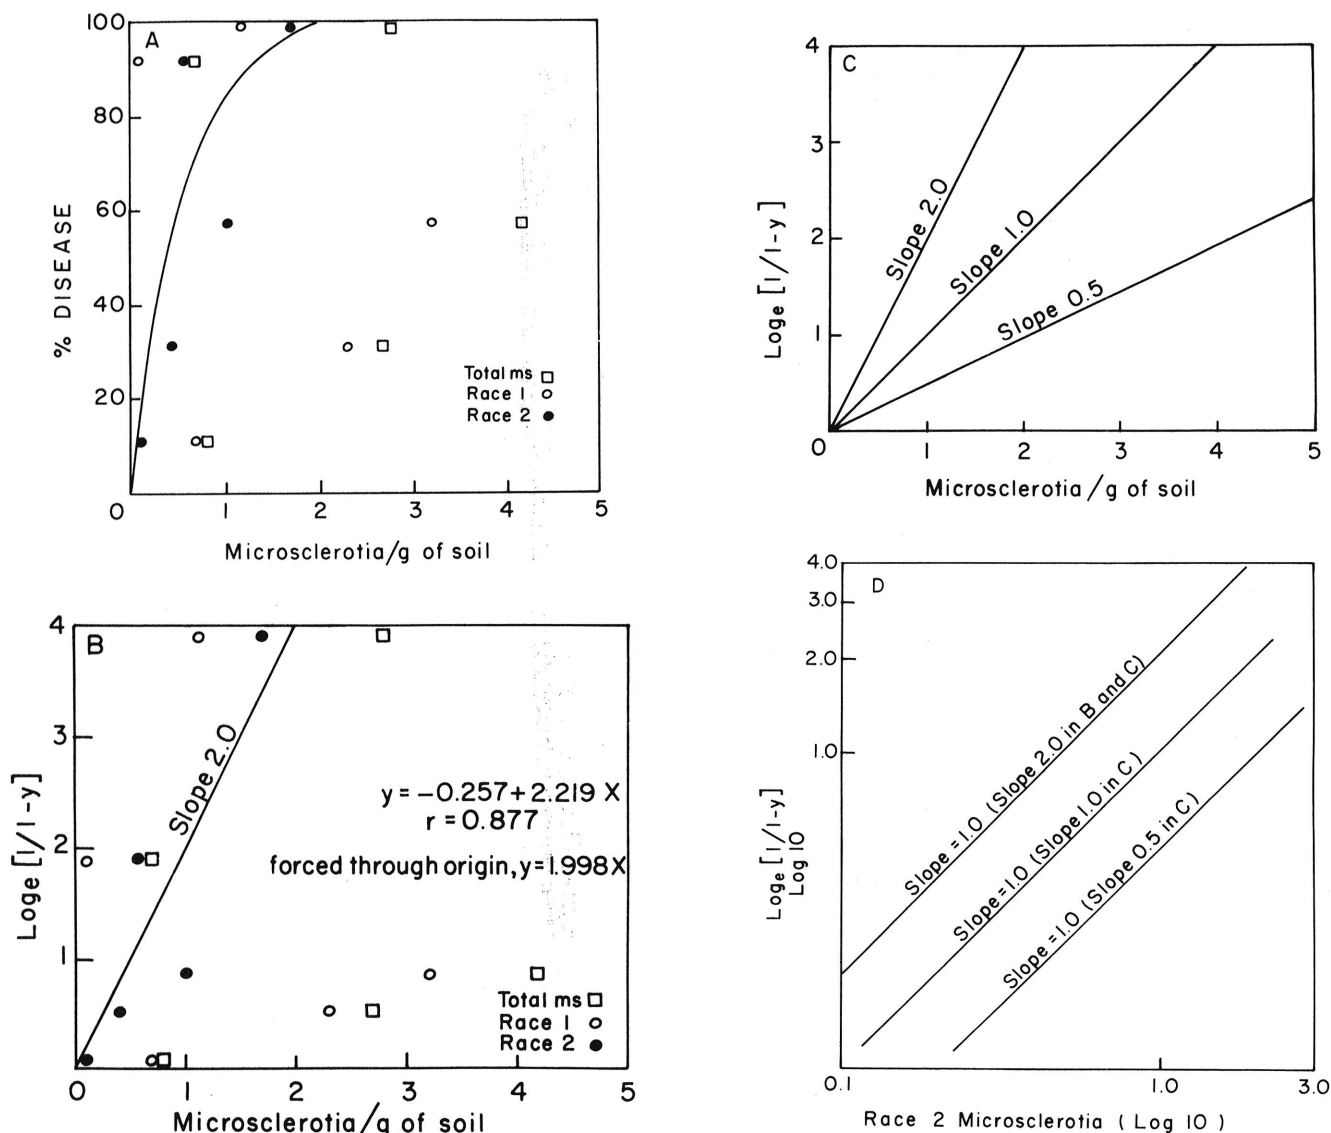 A
100
80
60
40
20
0
1
2
3
4
5
% DISEASE
Total ms
Race 1
Race 2
Microsclerotia/g of soil
B
4
3
2
1
0
1
2
3
4
5
Loge [1/1-y]
Slope 2.0
y = -0.257+2.219 X
r = 0.877
forced through origin, y=1.998X
Total ms
Race 1
Race 2
Microsclerotia/g of soil
C
4
3
2
1
0
1
2
3
4
5
Loge [1/1-y]
Slope 2.0
Slope 1.0
Slope 0.5
Microsclerotia/g of soil
D
4.0
3.0
2.0
1.0
0.1
1.0
3.0
Loge [1/1-y]
Log 10
Slope=1.0 (Slope 2.0 in B and C)
Slope=1.0 (Slope 1.0 in C)
Slope=1.0 (Slope 0.5 in C)
Race 2 Microsclerotia (Log 10)